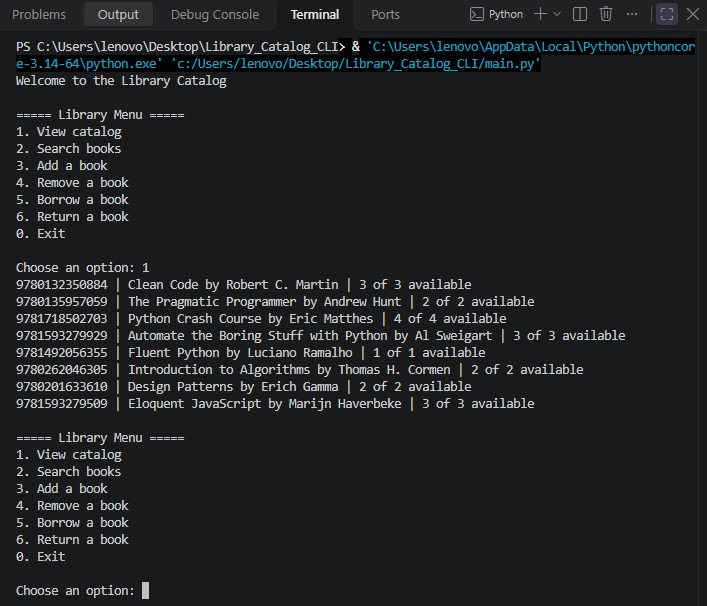 Problems Output Debug Console Terminal Ports Python
PS C:\Users\lenovo\Desktop\Library_Catalog_CLI> & 'C:\Users\lenovo\AppData\Local\Python\pythoncor
e-3.14-64\python.exe' 'c:/Users/lenovo/Desktop/Library_Catalog_CLI/main.py'
Welcome to the Library Catalog
===== Library Menu =====
1. View catalog
2. Search books
3. Add a book
4. Remove a book
5. Borrow a book
6. Return a book
0. Exit
Choose an option: 1
9780132350884 | Clean Code by Robert C. Martin | 3 of 3 available
9780135957059 | The Pragmatic Programmer by Andrew Hunt | 2 of 2 available
9781718502703 | Python Crash Course by Eric Matthes | 4 of 4 available
9781593279929 | Automate the Boring Stuff with Python by Al Sweigart | 3 of 3 available
9781492056355 | Fluent Python by Luciano Ramalho | 1 of 1 available
9780262046305 | Introduction to Algorithms by Thomas H. Cormen | 2 of 2 available
9780201633610 | Design Patterns by Erich Gamma | 2 of 2 available
9781593279509 | Eloquent JavaScript by Marijn Haverbeke | 3 of 3 available
===== Library Menu =====
1. View catalog
2. Search books
3. Add a book
4. Remove a book
5. Borrow a book
6. Return a book
0. Exit
Choose an option: